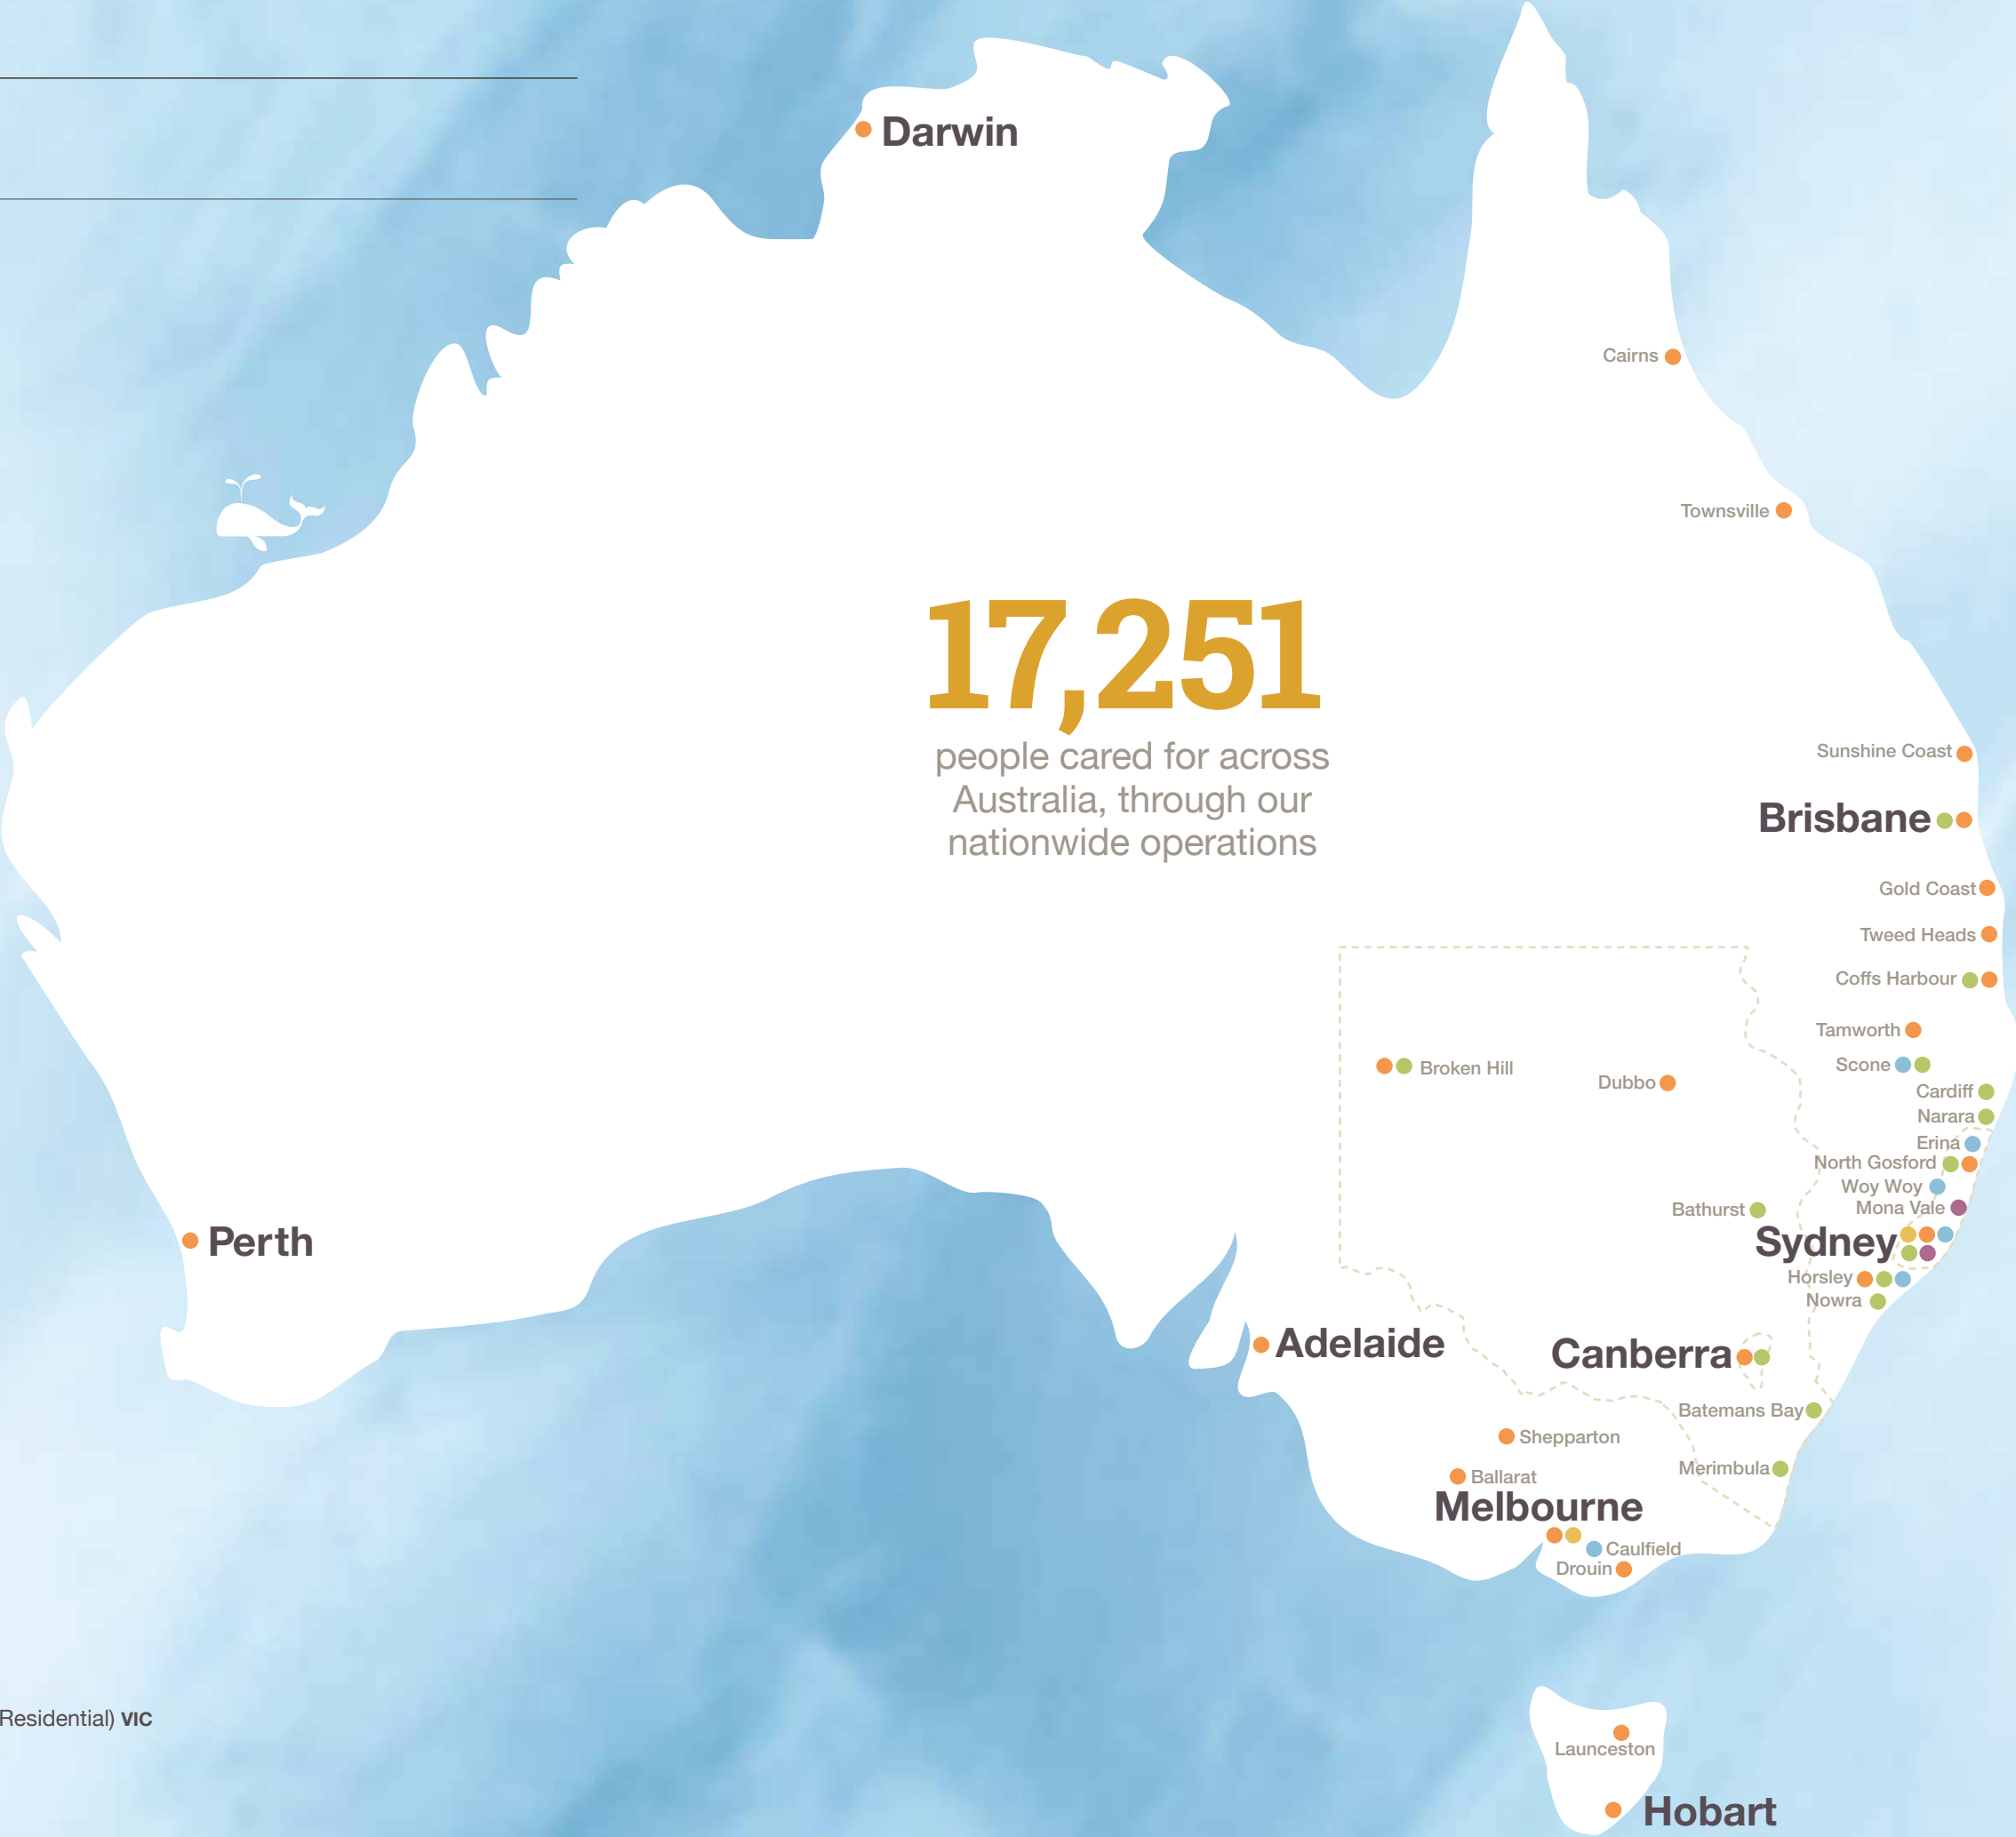 Darwin
Cairns
Townsville
17,251
people cared for across
Australia, through our
nationwide operations
Sunshine Coast
Brisbane
Gold Coast
Tweed Heads
Coffs Harbour
Tamworth
Scone
Broken Hill
Dubbo
Cardiff
Narara
Erina
North Gosford
Woy Woy
Mona Vale
Bathurst
Sydney
Perth
Horsley
Nowra
Adelaide
Canberra
Batemans Bay
Shepparton
Merimbula
Ballarat
Melbourne
Caulfield
Drouin
Residential) VIC
Launceston
Hobart